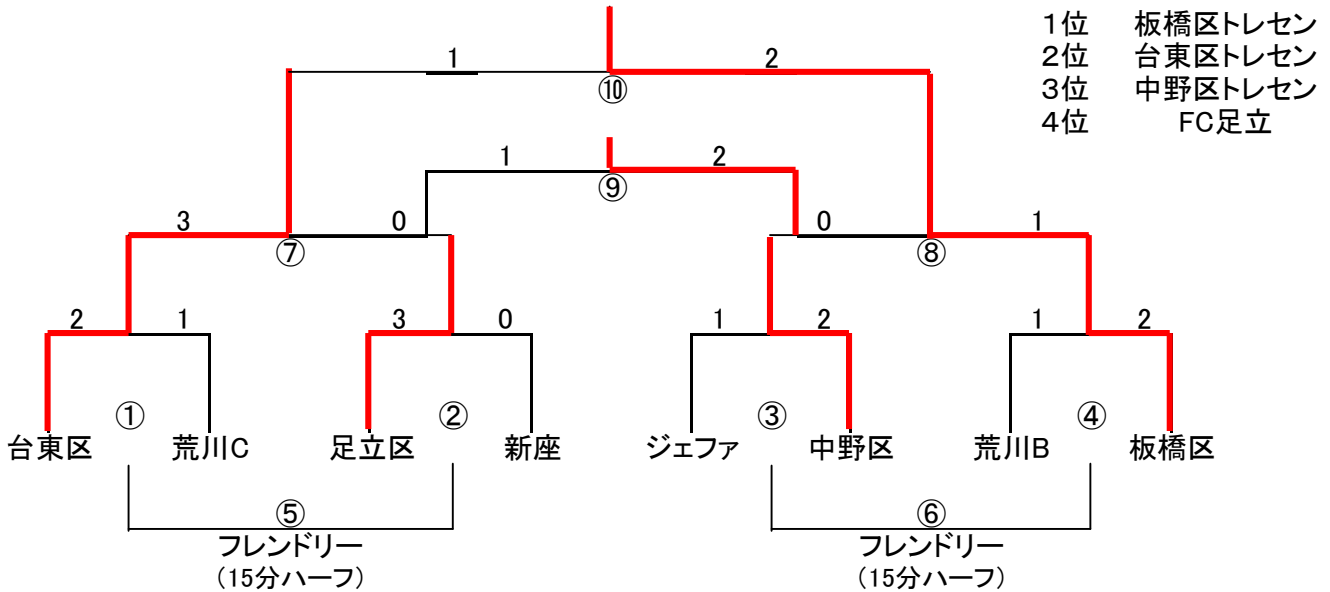 1位 板橋区トレセン
2位 台東区トレセン
3位 中野区トレセン
4位 FC足立
1 2
⑩
1 2
⑨
3 0 0 1
⑦ ⑧
2 1 3 0 1 2 1 2
① ② ③ ④
台東区 荒川C 足立区 新座 ジェファ 中野区 荒川B 板橋区
⑤ ⑥
フレンドリー フレンドリー
(15分ハーフ) (15分ハーフ)